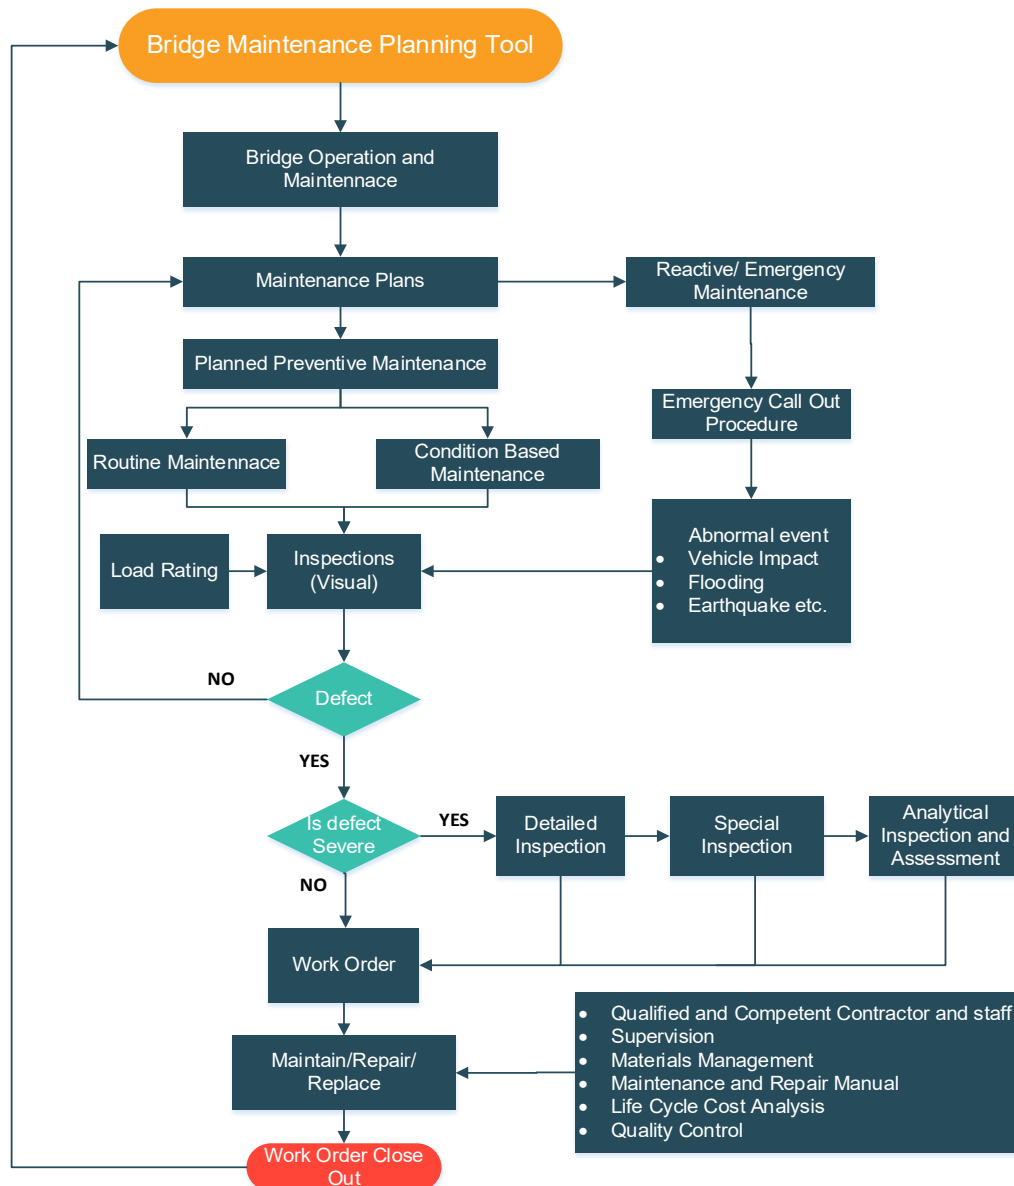 Bridge Maintenance Planning Tool
Bridge Operation and
Maintennace
Maintenance Plans
Reactive/ Emergency
Maintenance
Planned Preventive Maintenance
Emergency Call Out
Procedure
Routine Maintennace
Condition Based
Maintenance
Abnormal event
• Vehicle Impact
• Flooding
• Earthquake etc.
Load Rating
Inspections
(Visual)
NO
Defect
YES
Is defect
Severe
YES
Detailed
Inspection
Special
Inspection
Analytical
Inspection and
Assessment
NO
Work Order
• Qualified and Competent Contractor and staff
• Supervision
• Materials Management
• Maintenance and Repair Manual
• Life Cycle Cost Analysis
• Quality Control
Maintain/Repair/
Replace
Work Order Close
Out